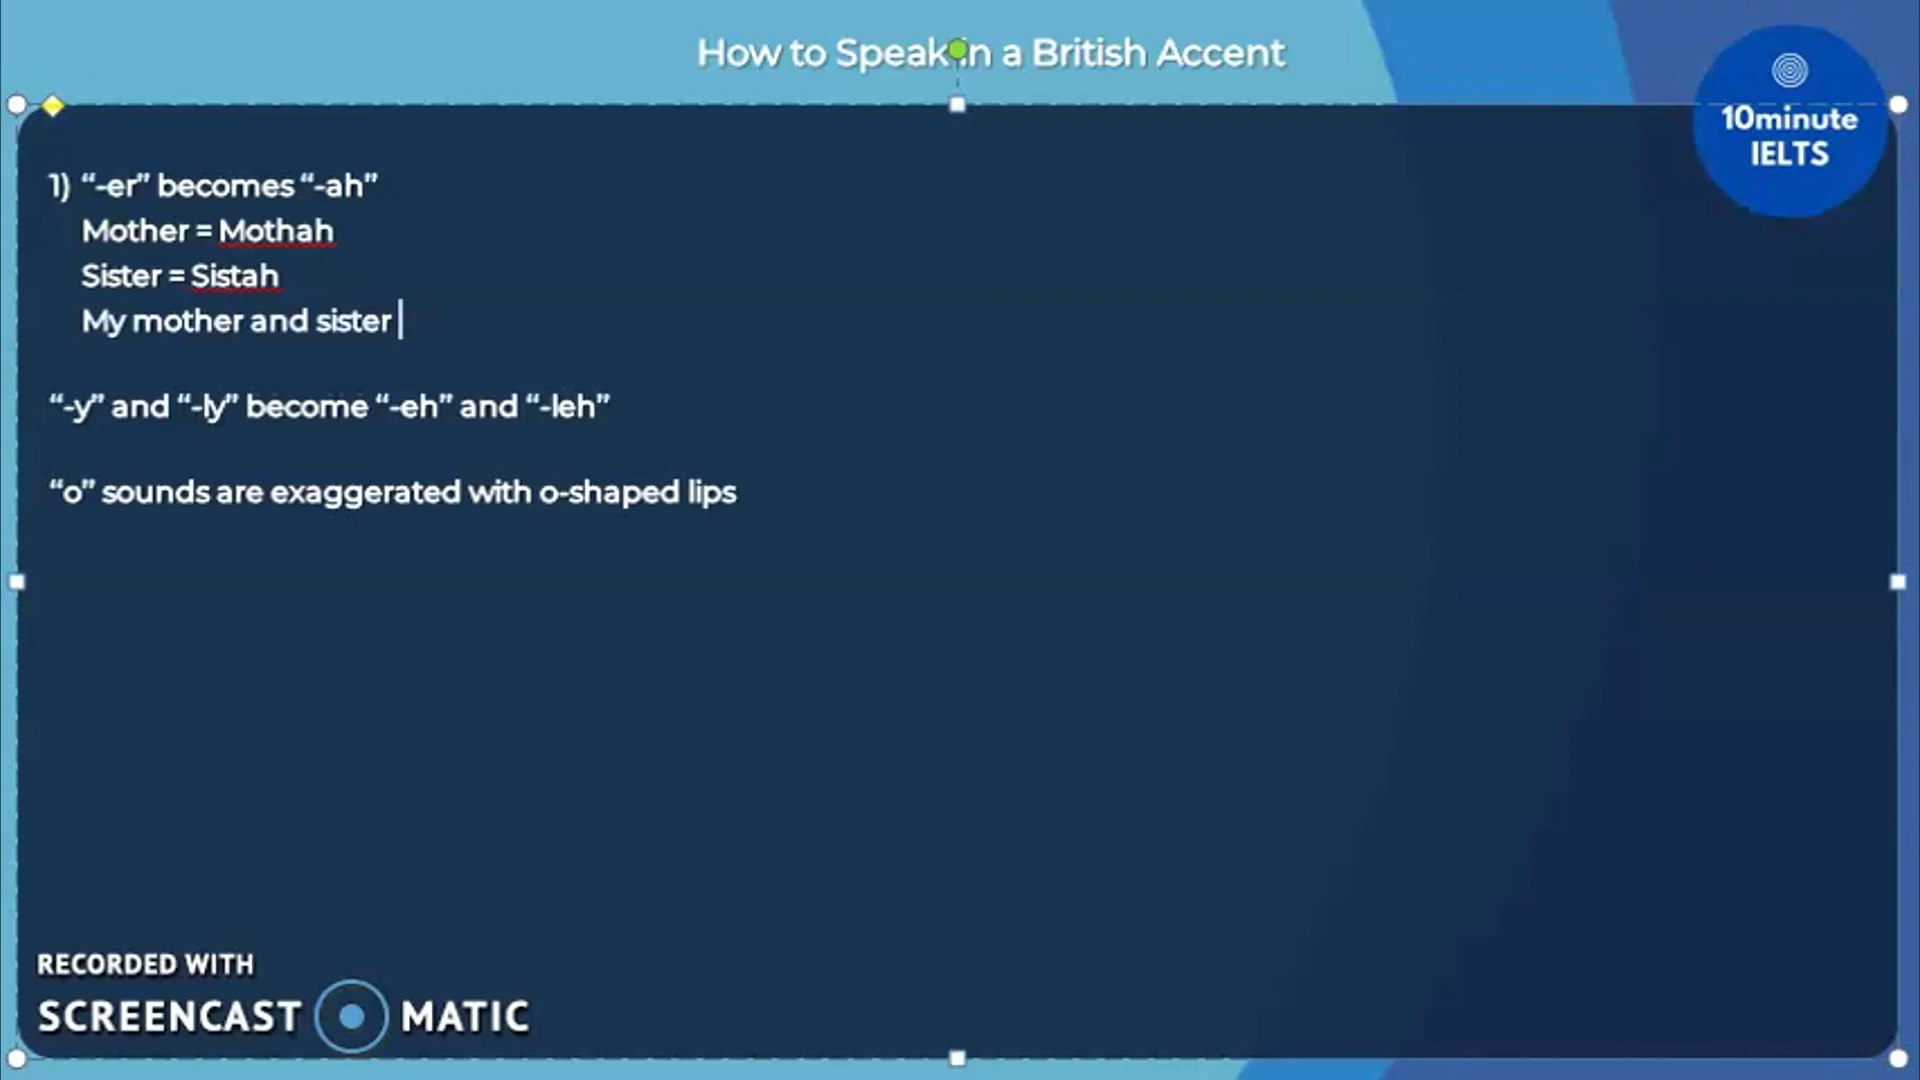 How to Speak in a British Accent
10minute
IELTS
1) “-er” becomes “-ah”
Mother = Mothah
Sister = Sistah
My mother and sister
“-y” and “-ly” become “-eh” and “-leh”
“o” sounds are exaggerated with o-shaped lips
RECORDED WITH
SCREENCAST MATIC